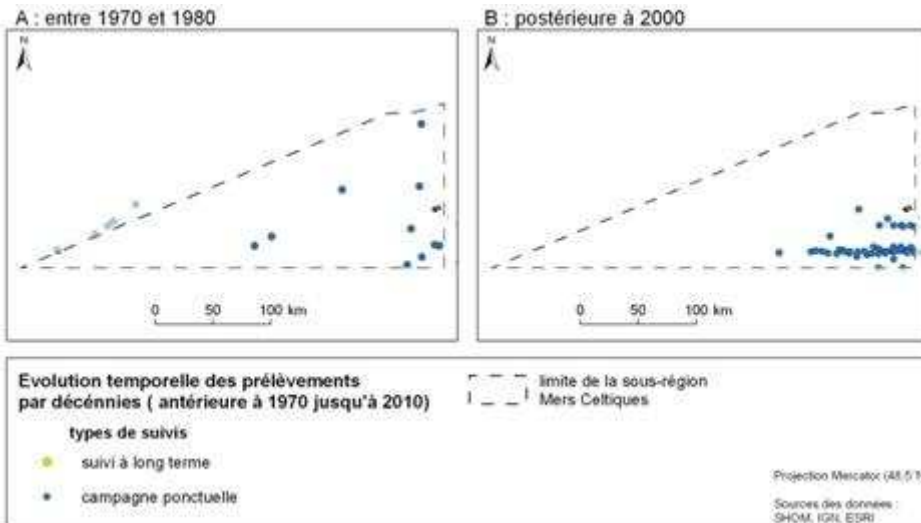 A : entre 1970 et 1980
N
0 50 100 km
B : postérieure à 2000
N
0 50 100 km
Evolution temporelle des prélèvements
par décénnies ( antérieure à 1970 jusqu'à 2010)
types de suivis
suivi à long terme
campagne ponctuelle
limite de la sous-région
Mers Celtiques
Projection Mercator
Sources des données :
SHOM, IGN, ESRI